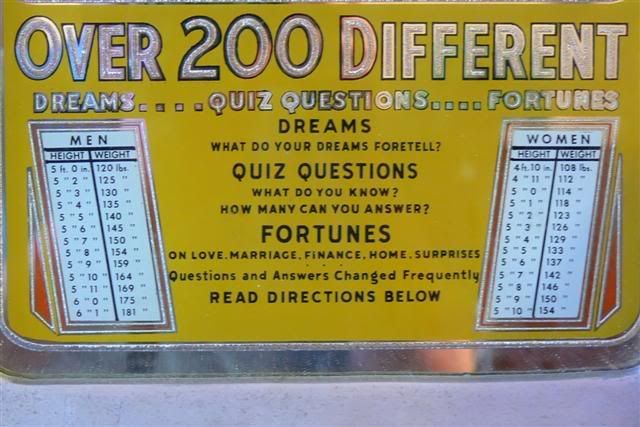 OVER 200 DIFFERENT
DREAMS....QUIZ QUESTIONS....FORTUNES
MEN
HEIGHT WEIGHT
5 ft. 0 in. 120 lbs.
5 " 2 " 125 "
5 " 3 " 130 "
5 " 4 " 135 "
5 " 5 " 140 "
5 " 6 " 145 "
5 " 7 " 150 "
5 " 8 " 154 "
5 " 9 " 159 "
5 " 10 " 164 "
5 " 11 " 169 "
6 " 0 " 175 "
6 " 1 " 181 "
DREAMS
WHAT DO YOUR DREAMS FORETELL?
QUIZ QUESTIONS
WHAT DO YOU KNOW?
HOW MANY CAN YOU ANSWER?
FORTUNES
ON LOVE. MARRIAGE, FINANCE, HOME. SURPRISES
Questions and Answers Changed Frequently
READ DIRECTIONS BELOW
WOMEN
HEIGHT WEIGHT
4 ft. 10 in. 108 lbs.
4 " 11 " 112 "
5 " 0 " 114 "
5 " 1 " 118 "
5 " 2 " 123 "
5 " 3 " 126 "
5 " 4 " 129 "
5 " 5 " 133 "
5 " 6 " 137 "
5 " 7 " 142 "
5 " 8 " 146 "
5 " 9 " 150 "
5 " 10 " 154 "